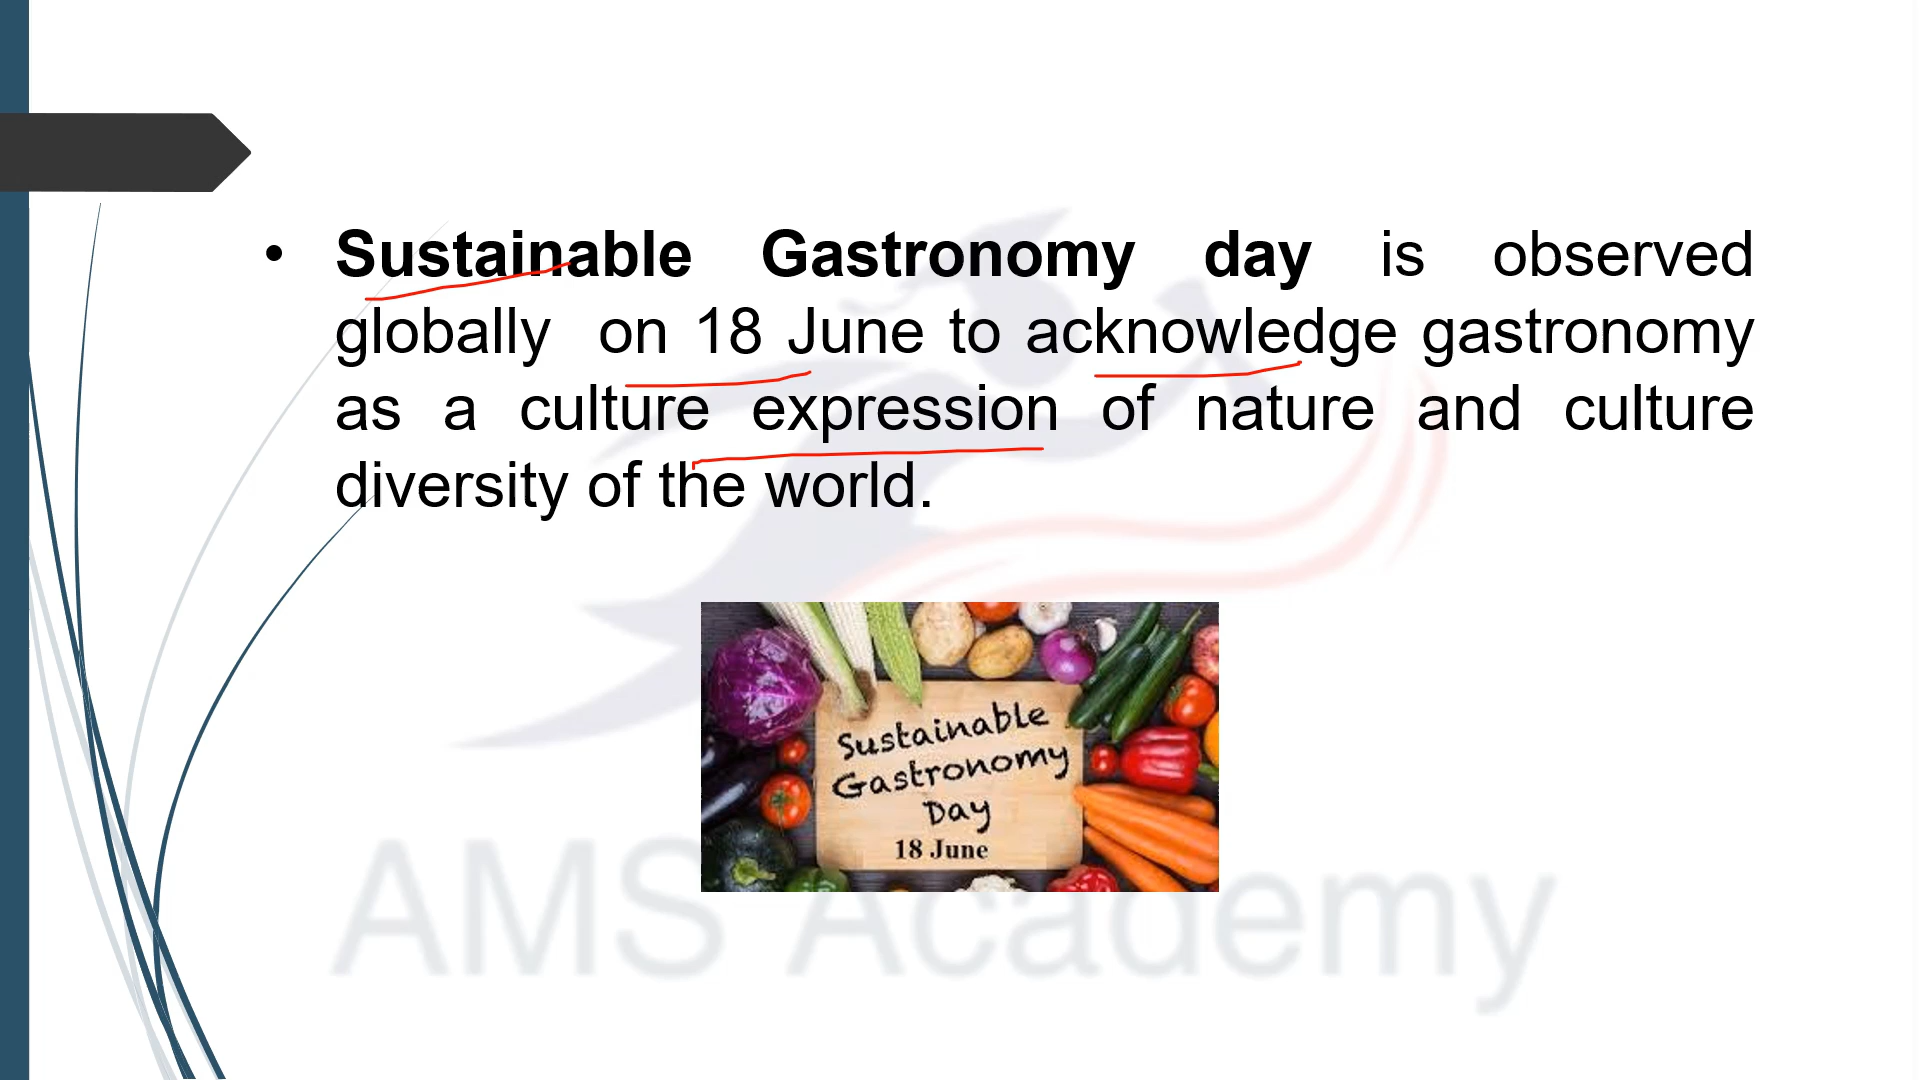 • Sustainable Gastronomy day is observed
globally on 18 June to acknowledge gastronomy
as a culture expression of nature and culture
diversity of the world.
Sustainable
Gastronomy
Day
18 June
AMS Academy